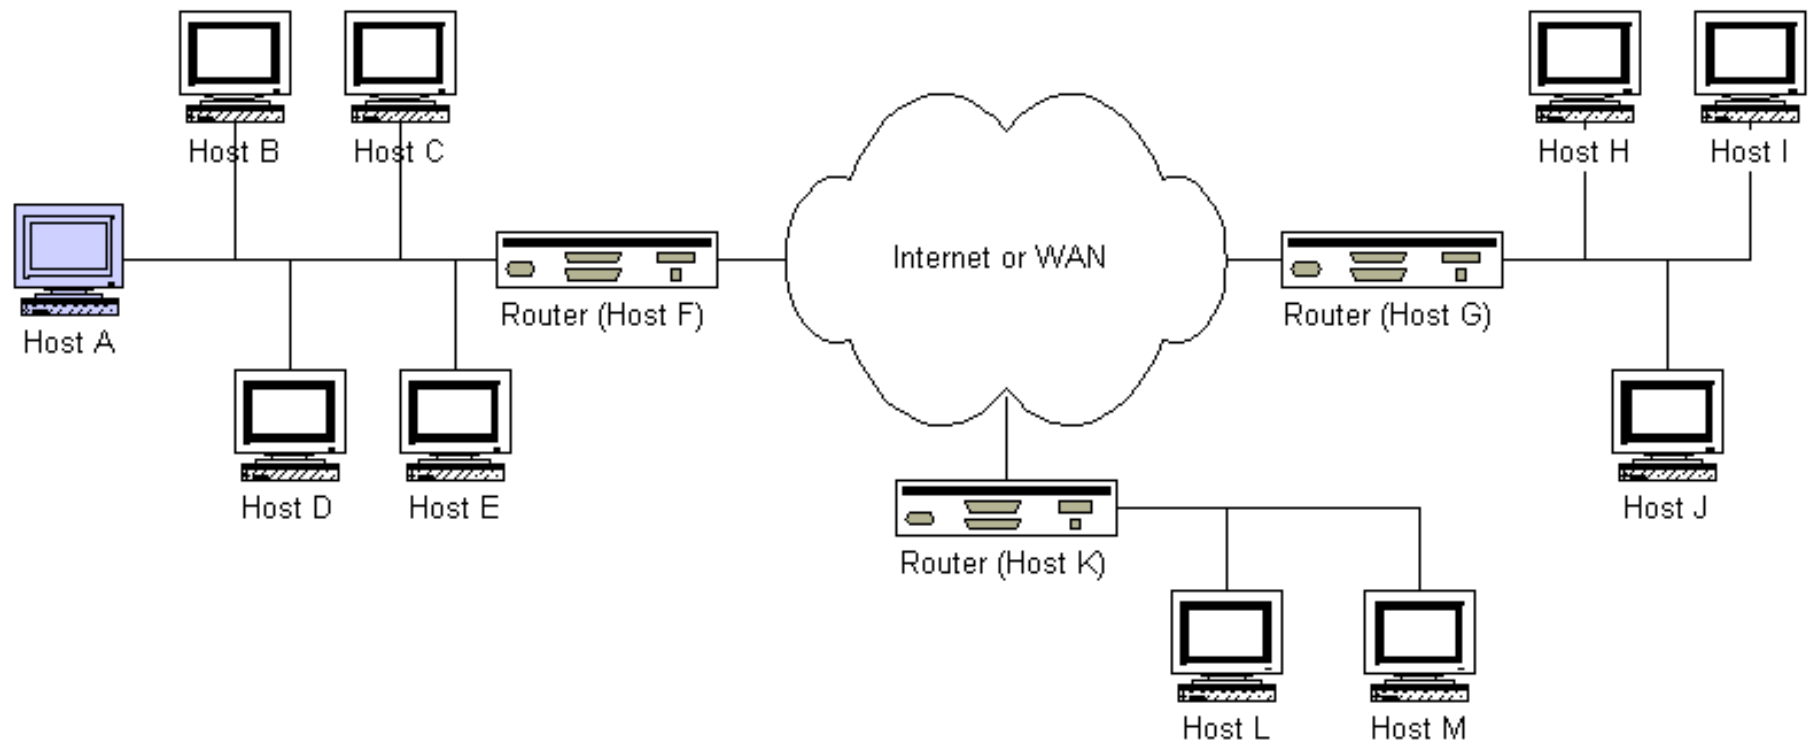 Host B
Host C
Host H
Host I
Internet or WAN
Router (Host F)
Router (Host G)
Host A
Host D
Host E
Host J
Router (Host K)
Host L
Host M